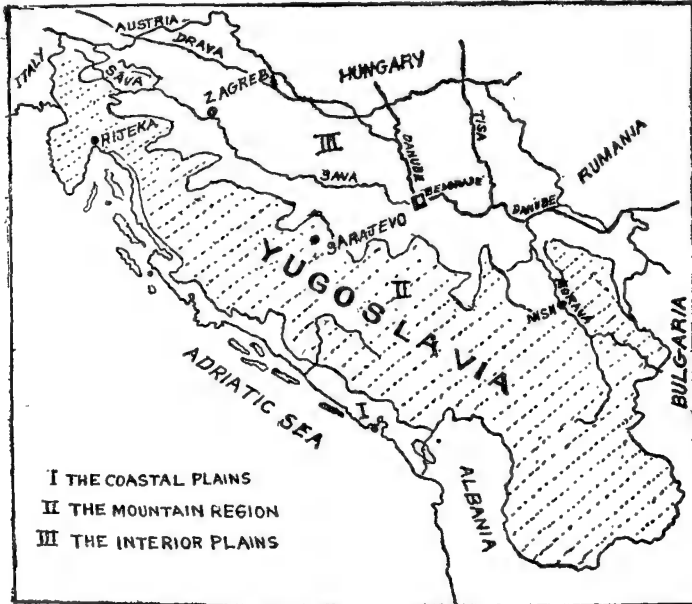 AUSTRIA
DRAVA
ITALY
SAVA
ZAGREB
HUNGARY
RIJEKA
III
DANUBE
TISA
RUMANIA
SAVA
BELGRADE
DANUBE
SARAJEVO
YUGOSLAVIA
II
NISH
MORAVA
BULGARIA
ADRIATIC SEA
I
ALBANIA
I THE COASTAL PLAINS
II THE MOUNTAIN REGION
III THE INTERIOR PLAINS